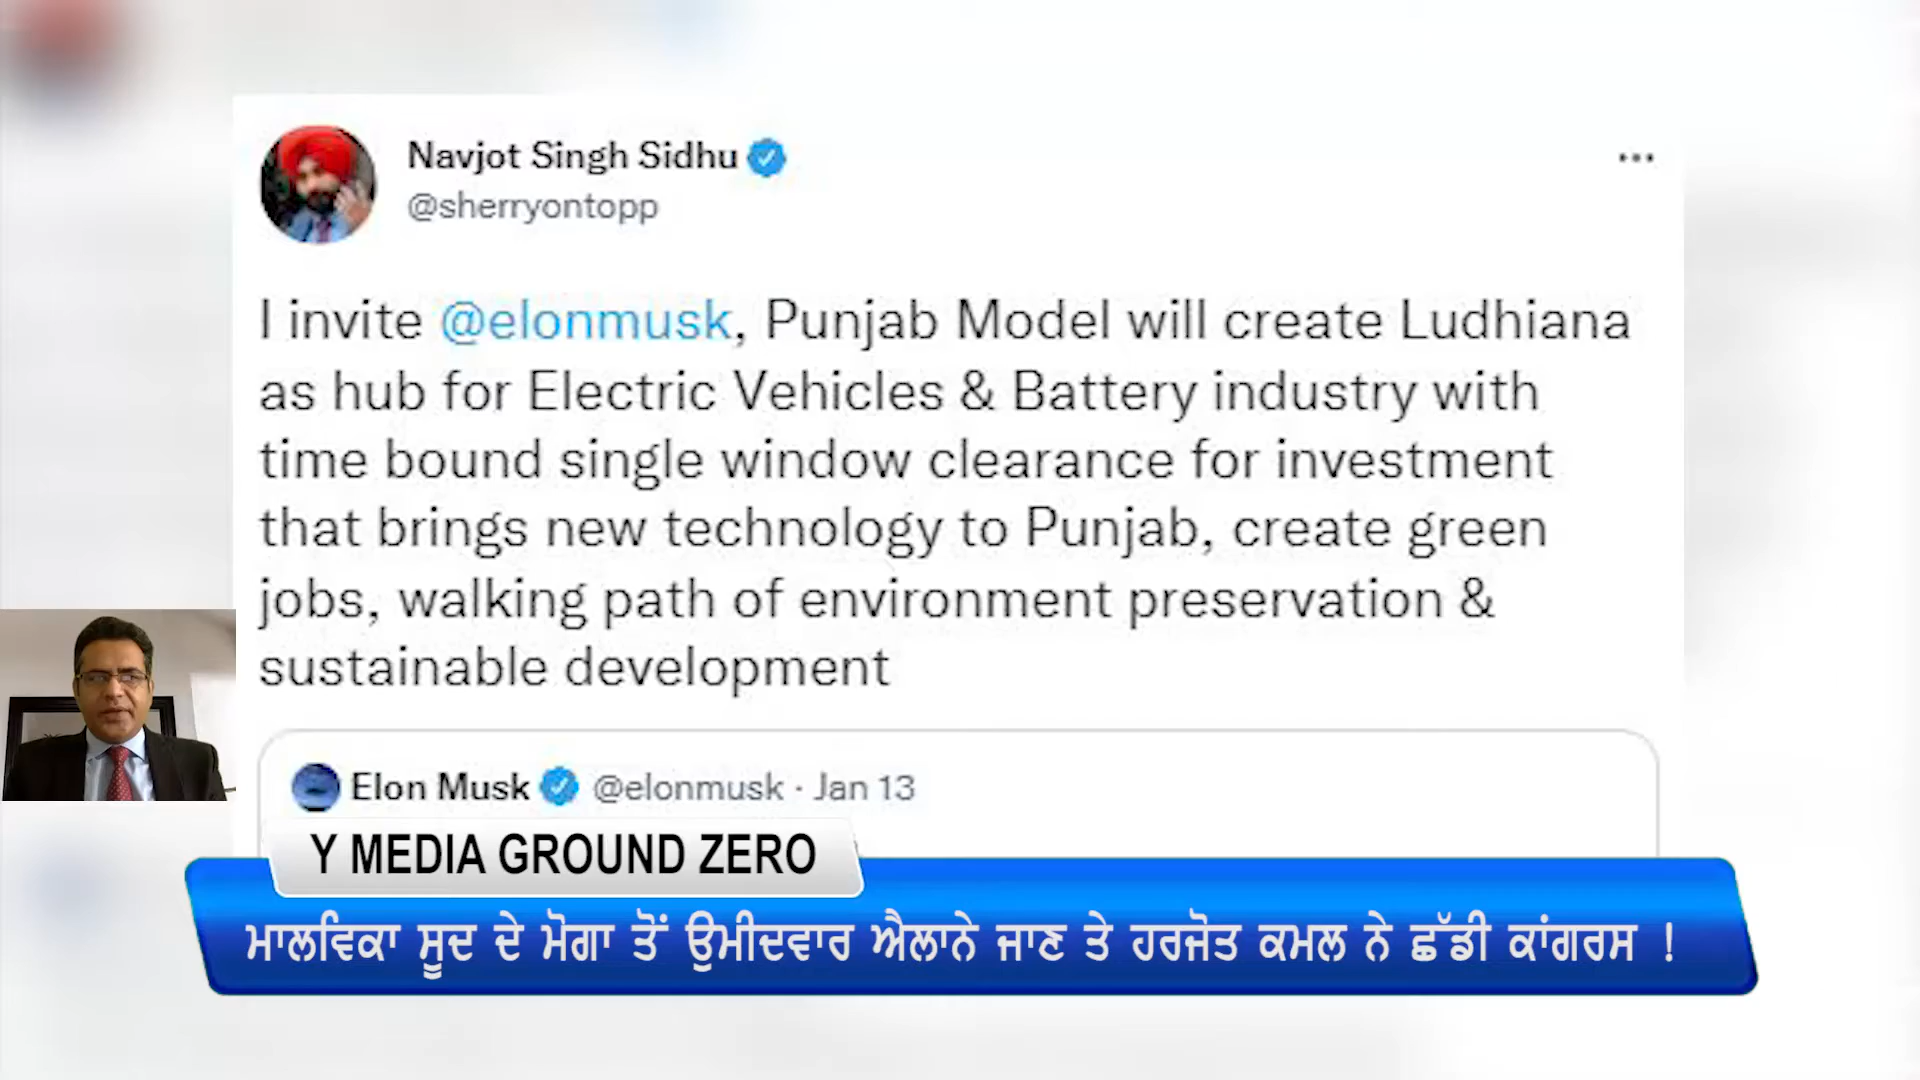 Navjot Singh Sidhu
@sherryontopp
I invite @elonmusk, Punjab Model will create Ludhiana
as hub for Electric Vehicles & Battery industry with
time bound single window clearance for investment
that brings new technology to Punjab, create green
jobs, walking path of environment preservation &
sustainable development
Elon Musk @elonmusk · Jan 13
Y MEDIA GROUND ZERO
ਮਾਲਵਿਕਾ ਸੂਦ ਦੇ ਮੋਗਾ ਤੋਂ ਉਮੀਦਵਾਰ ਐਲਾਨੇ ਜਾਣ ਤੇ ਹਰਜੋਤ ਕਮਲ ਨੇ ਛੱਡੀ ਕਾਂਗਰਸ !